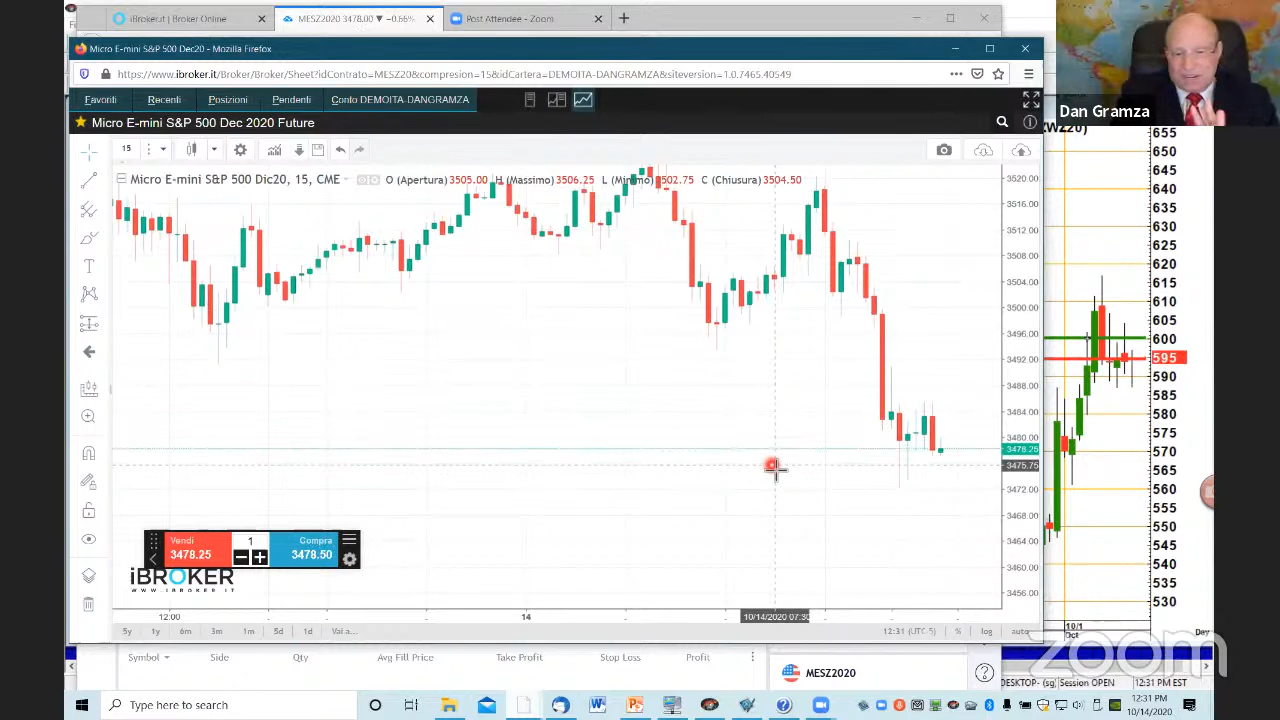 iBroker.it | Broker Online
MESZ2020 3478.00 ▼ −0.66%
Post Attendee - Zoom
Micro E-mini S&P 500 Dec20 - Mozilla Firefox
https://www.ibroker.it/Broker/Broker/Sheet?idContrato=MESZ20&compresion=15&idCartera=DEMOITA-DANGRAMZA&siteversion=1.0.7465.40549
Favoriti Recenti Posizioni Pendenti Conto DEMOITA-DANGRAMZA
Dan Gramza
Micro E-mini S&P 500 Dec 2020 Future
15
Micro E-mini S&P 500 Dic20, 15, CME
O (Apertura) 3505.00 H (Massimo) 3506.25 L (Minimo) 3502.75 C (Chiusura) 3504.50
3520.00
3516.00
3512.00
3508.00
3504.00
3500.00
3496.00
3492.00
3488.00
3484.00
3480.00
3478.25
3475.75
3472.00
3468.00
3464.00
3460.00
3456.00
WZ20)
655
650
645
640
635
630
625
620
615
610
605
600
595
590
585
580
575
570
565
560
555
550
545
540
535
530
Vendi
3478.25
1
Compra
3478.50
iBROKER
WWW.IBROKER.IT
12:00 14 10/14/2020 07:30
5y 1y 6m 3m 1m 5d 1d Vai a...
12:31 (UTC-5) % log auto
10/1
Oct
Day
Symbol Side Qty Avg Fill Price Take Profit Stop Loss Profit
MESZ2020
zoom
DESKTOP- (sg Session OPEN 12:31 PM EST
Type here to search
12:31 PM
10/14/2020